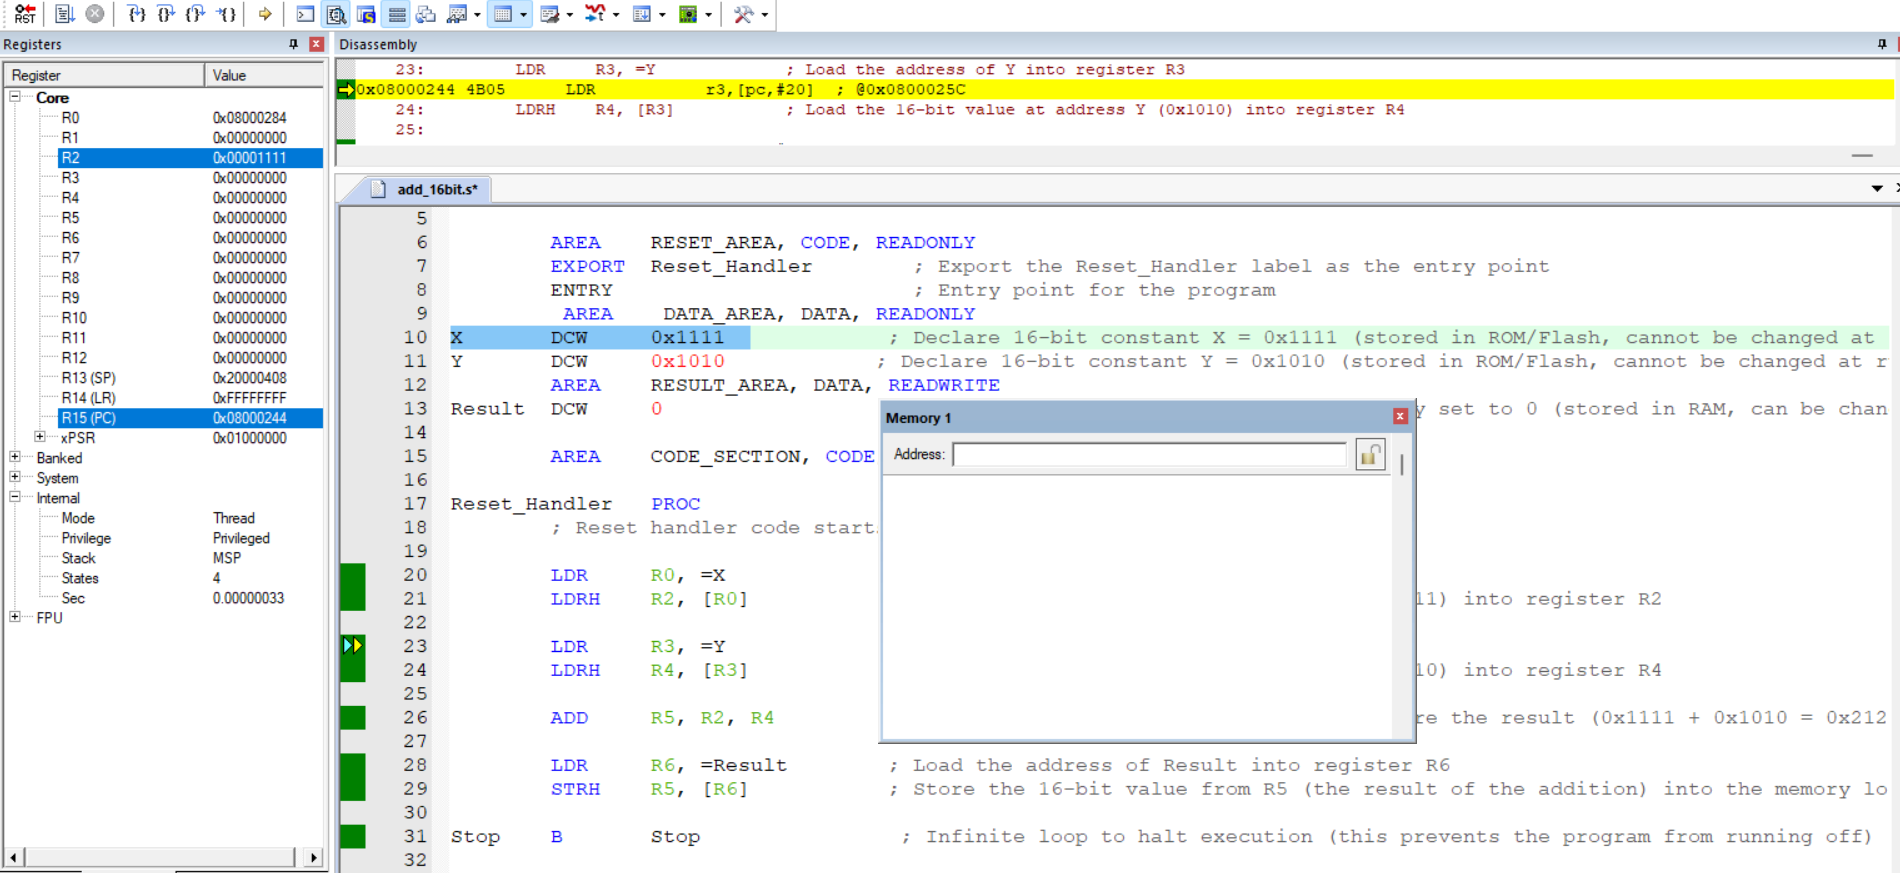 RST
Registers
Register Value
Core
R0 0x08000284
R1 0x00000000
R2 0x00001111
R3 0x00000000
R4 0x00000000
R5 0x00000000
R6 0x00000000
R7 0x00000000
R8 0x00000000
R9 0x00000000
R10 0x00000000
R11 0x00000000
R12 0x00000000
R13 (SP) 0x20000408
R14 (LR) 0xFFFFFFFF
R15 (PC) 0x08000244
xPSR 0x01000000
Banked
System
Internal
Mode Thread
Privilege Privileged
Stack MSP
States 4
Sec 0.00000033
FPU
Disassembly
23: LDR R3, =Y ; Load the address of Y into register R3
0x08000244 4B05 LDR r3,[pc,#20] ; @0x0800025C
24: LDRH R4, [R3] ; Load the 16-bit value at address Y (0x1010) into register R4
25:
add_16bit.s*
5
6 AREA RESET_AREA, CODE, READONLY
7 EXPORT Reset_Handler ; Export the Reset_Handler label as the entry point
8 ENTRY ; Entry point for the program
9 AREA DATA_AREA, DATA, READONLY
10 X DCW 0x1111 ; Declare 16-bit constant X = 0x1111 (stored in ROM/Flash, cannot be changed at
11 Y DCW 0x1010 ; Declare 16-bit constant Y = 0x1010 (stored in ROM/Flash, cannot be changed at r
12 AREA RESULT_AREA, DATA, READWRITE
13 Result DCW 0 y set to 0 (stored in RAM, can be chan
14
15 AREA CODE_SECTION, CODE
16
17 Reset_Handler PROC
18 ; Reset handler code start
19
20 LDR R0, =X
21 LDRH R2, [R0] 11) into register R2
22
23 LDR R3, =Y
24 LDRH R4, [R3] 10) into register R4
25
26 ADD R5, R2, R4 re the result (0x1111 + 0x1010 = 0x212
27
28 LDR R6, =Result ; Load the address of Result into register R6
29 STRH R5, [R6] ; Store the 16-bit value from R5 (the result of the addition) into the memory lo
30
31 Stop B Stop ; Infinite loop to halt execution (this prevents the program from running off)
32
Memory 1
Address: